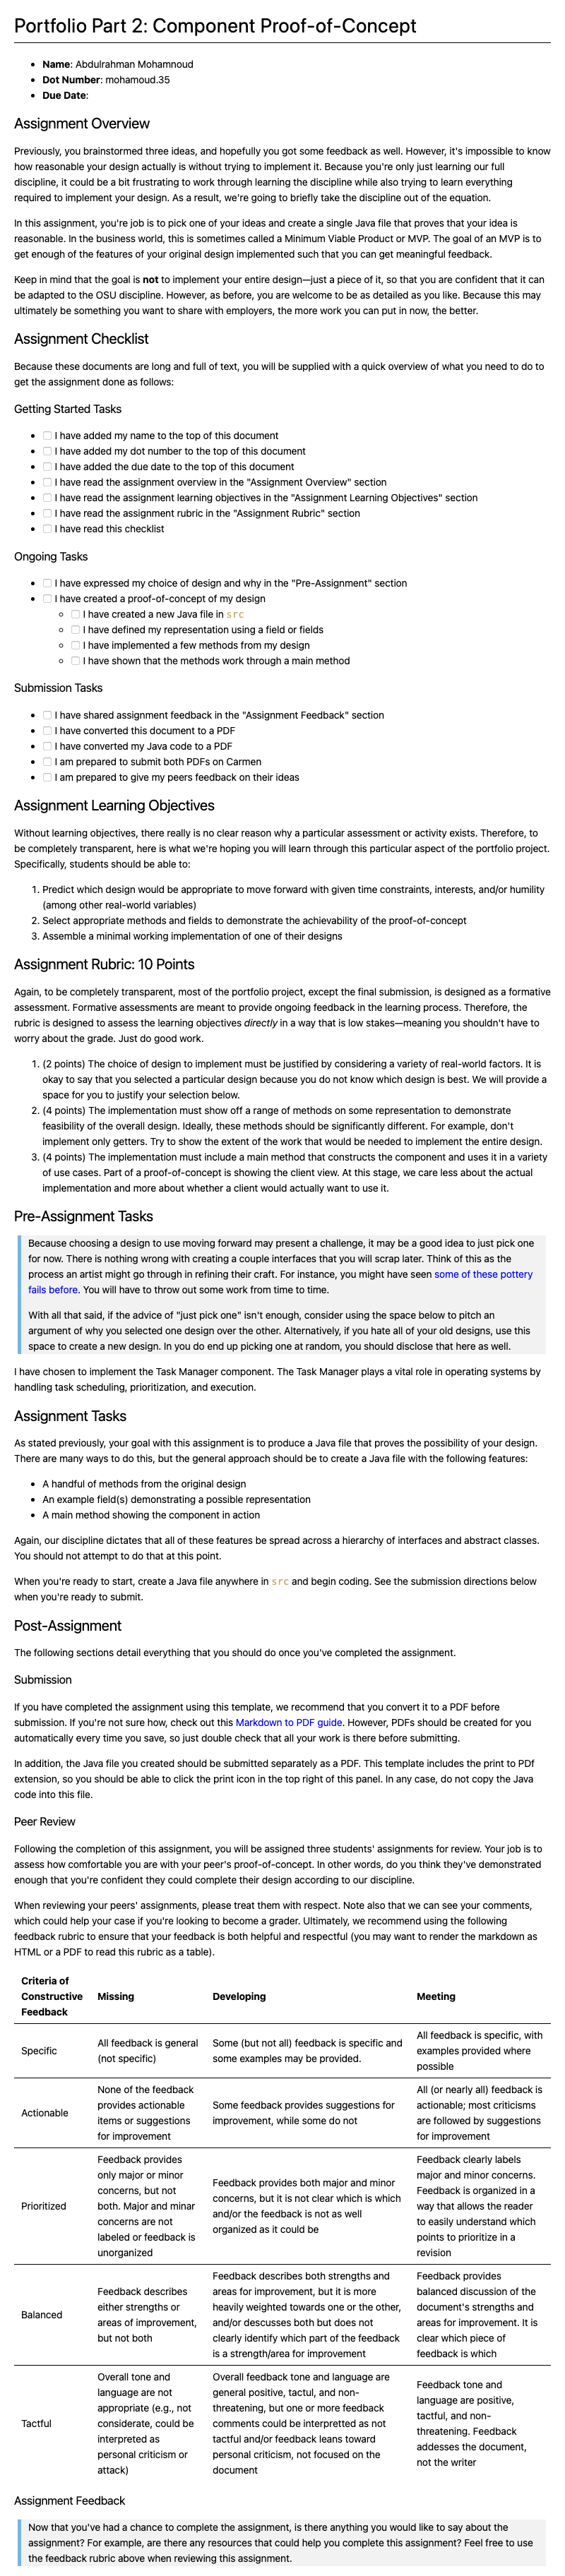 Portfolio Part 2: Component Proof-of-Concept
Name: Abdulrahman Mohamnoud
Dot Number: mohamoud.35
Due Date:
Assignment Overview
Previously, you brainstormed three ideas, and hopefully you got some feedback as well. However, it's impossible to know
how reasonable your design actually is without trying to implement it. Because you're only just learning our full
discipline, it could be a bit frustrating to work through learning the discipline while also trying to learn everything
required to implement your design. As a result, we're going to briefly take the discipline out of the equation.
In this assignment, you're job is to pick one of your ideas and create a single Java file that proves that your idea is
reasonable. In the business world, this is sometimes called a Minimum Viable Product or MVP. The goal of an MVP is to
get enough of the features of your original design implemented such that you can get meaningful feedback.
Keep in mind that the goal is not to implement your entire design—just a piece of it, so that you are confident that it can
be adapted to the OSU discipline. However, as before, you are welcome to be as detailed as you like. Because this may
ultimately be something you want to share with employers, the more work you can put in now, the better.
Assignment Checklist
Because these documents are long and full of text, you will be supplied with a quick overview of what you need to do to
get the assignment done as follows:
Getting Started Tasks
I have added my name to the top of this document
I have added my dot number to the top of this document
I have added the due date to the top of this document
I have read the assignment overview in the "Assignment Overview" section
I have read the assignment learning objectives in the "Assignment Learning Objectives" section
I have read the assignment rubric in the "Assignment Rubric" section
I have read this checklist
Ongoing Tasks
I have expressed my choice of design and why in the "Pre-Assignment" section
I have created a proof-of-concept of my design
I have created a new Java file in src
I have defined my representation using a field or fields
I have implemented a few methods from my design
I have shown that the methods work through a main method
Submission Tasks
I have shared assignment feedback in the "Assignment Feedback" section
I have converted this document to a PDF
I have converted my Java code to a PDF
I am prepared to submit both PDFs on Carmen
I am prepared to give my peers feedback on their ideas
Assignment Learning Objectives
Without learning objectives, there really is no clear reason why a particular assessment or activity exists. Therefore, to
be completely transparent, here is what we're hoping you will learn through this particular aspect of the portfolio project.
Specifically, students should be able to:
1. Predict which design would be appropriate to move forward with given time constraints, interests, and/or humility
(among other real-world variables)
2. Select appropriate methods and fields to demonstrate the achievability of the proof-of-concept
3. Assemble a minimal working implementation of one of their designs
Assignment Rubric: 10 Points
Again, to be completely transparent, most of the portfolio project, except the final submission, is designed as a formative
assessment. Formative assessments are meant to provide ongoing feedback in the learning process. Therefore, the
rubric is designed to assess the learning objectives directly in a way that is low stakes—meaning you shouldn't have to
worry about the grade. Just do good work.
1. (2 points) The choice of design to implement must be justified by considering a variety of real-world factors. It is
okay to say that you selected a particular design because you do not know which design is best. We will provide a
space for you to justify your selection below.
2. (4 points) The implementation must show off a range of methods on some representation to demonstrate
feasibility of the overall design. Ideally, these methods should be significantly different. For example, don't
implement only getters. Try to show the extent of the work that would be needed to implement the entire design.
3. (4 points) The implementation must include a main method that constructs the component and uses it in a variety
of use cases. Part of a proof-of-concept is showing the client view. At this stage, we care less about the actual
implementation and more about whether a client would actually want to use it.
Pre-Assignment Tasks
Because choosing a design to use moving forward may present a challenge, it may be a good idea to just pick one
for now. There is nothing wrong with creating a couple interfaces that you will scrap later. Think of this as the
process an artist might go through in refining their craft. For instance, you might have seen some of these pottery
fails before. You will have to throw out some work from time to time.
With all that said, if the advice of "just pick one" isn't enough, consider using the space below to pitch an
argument of why you selected one design over the other. Alternatively, if you hate all of your old designs, use this
space to create a new design. In you do end up picking one at random, you should disclose that here as well.
I have chosen to implement the Task Manager component. The Task Manager plays a vital role in operating systems by
handling task scheduling, prioritization, and execution.
Assignment Tasks
As stated previously, your goal with this assignment is to produce a Java file that proves the possibility of your design.
There are many ways to do this, but the general approach should be to create a Java file with the following features:
A handful of methods from the original design
An example field(s) demonstrating a possible representation
A main method showing the component in action
Again, our discipline dictates that all of these features be spread across a hierarchy of interfaces and abstract classes.
You should not attempt to do that at this point.
When you're ready to start, create a Java file anywhere in src and begin coding. See the submission directions below
when you're ready to submit.
Post-Assignment
The following sections detail everything that you should do once you've completed the assignment.
Submission
If you have completed the assignment using this template, we recommend that you convert it to a PDF before
submission. If you're not sure how, check out this Markdown to PDF guide. However, PDFs should be created for you
automatically every time you save, so just double check that all your work is there before submitting.
In addition, the Java file you created should be submitted separately as a PDF. This template includes the print to PDf
extension, so you should be able to click the print icon in the top right of this panel. In any case, do not copy the Java
code into this file.
Peer Review
Following the completion of this assignment, you will be assigned three students' assignments for review. Your job is to
assess how comfortable you are with your peer's proof-of-concept. In other words, do you think they've demonstrated
enough that you're confident they could complete their design according to our discipline.
When reviewing your peers' assignments, please treat them with respect. Note also that we can see your comments,
which could help your case if you're looking to become a grader. Ultimately, we recommend using the following
feedback rubric to ensure that your feedback is both helpful and respectful (you may want to render the markdown as
HTML or a PDF to read this rubric as a table).
Criteria of
Constructive
Feedback
Missing
Developing
Meeting
Specific
All feedback is general
(not specific)
Some (but not all) feedback is specific and
some examples may be provided.
All feedback is specific, with
examples provided where
possible
Actionable
None of the feedback
provides actionable
items or suggestions
for improvement
Some feedback provides suggestions for
improvement, while some do not
All (or nearly all) feedback is
actionable; most criticisms
are followed by suggestions
for improvement
Prioritized
Feedback provides
only major or minor
concerns, but not
both. Major and minar
concerns are not
labeled or feedback is
unorganized
Feedback provides both major and minor
concerns, but it is not clear which is which
and/or the feedback is not as well
organized as it could be
Feedback clearly labels
major and minor concerns.
Feedback is organized in a
way that allows the reader
to easily understand which
points to prioritize in a
revision
Balanced
Feedback describes
either strengths or
areas of improvement,
but not both
Feedback describes both strengths and
areas for improvement, but it is more
heavily weighted towards one or the other,
and/or descusses both but does not
clearly identify which part of the feedback
is a strength/area for improvement
Feedback provides
balanced discussion of the
document's strengths and
areas for improvement. It is
clear which piece of
feedback is which
Tactful
Overall tone and
language are not
appropriate (e.g., not
considerate, could be
interpreted as
personal criticism or
attack)
Overall feedback tone and language are
general positive, tactul, and non-
threatening, but one or more feedback
comments could be interpretted as not
tactful and/or feedback leans toward
personal criticism, not focused on the
document
Feedback tone and
language are positive,
tactful, and non-
threatening. Feedback
addesses the document,
not the writer
Assignment Feedback
Now that you've had a chance to complete the assignment, is there anything you would like to say about the
assignment? For example, are there any resources that could help you complete this assignment? Feel free to use
the feedback rubric above when reviewing this assignment.